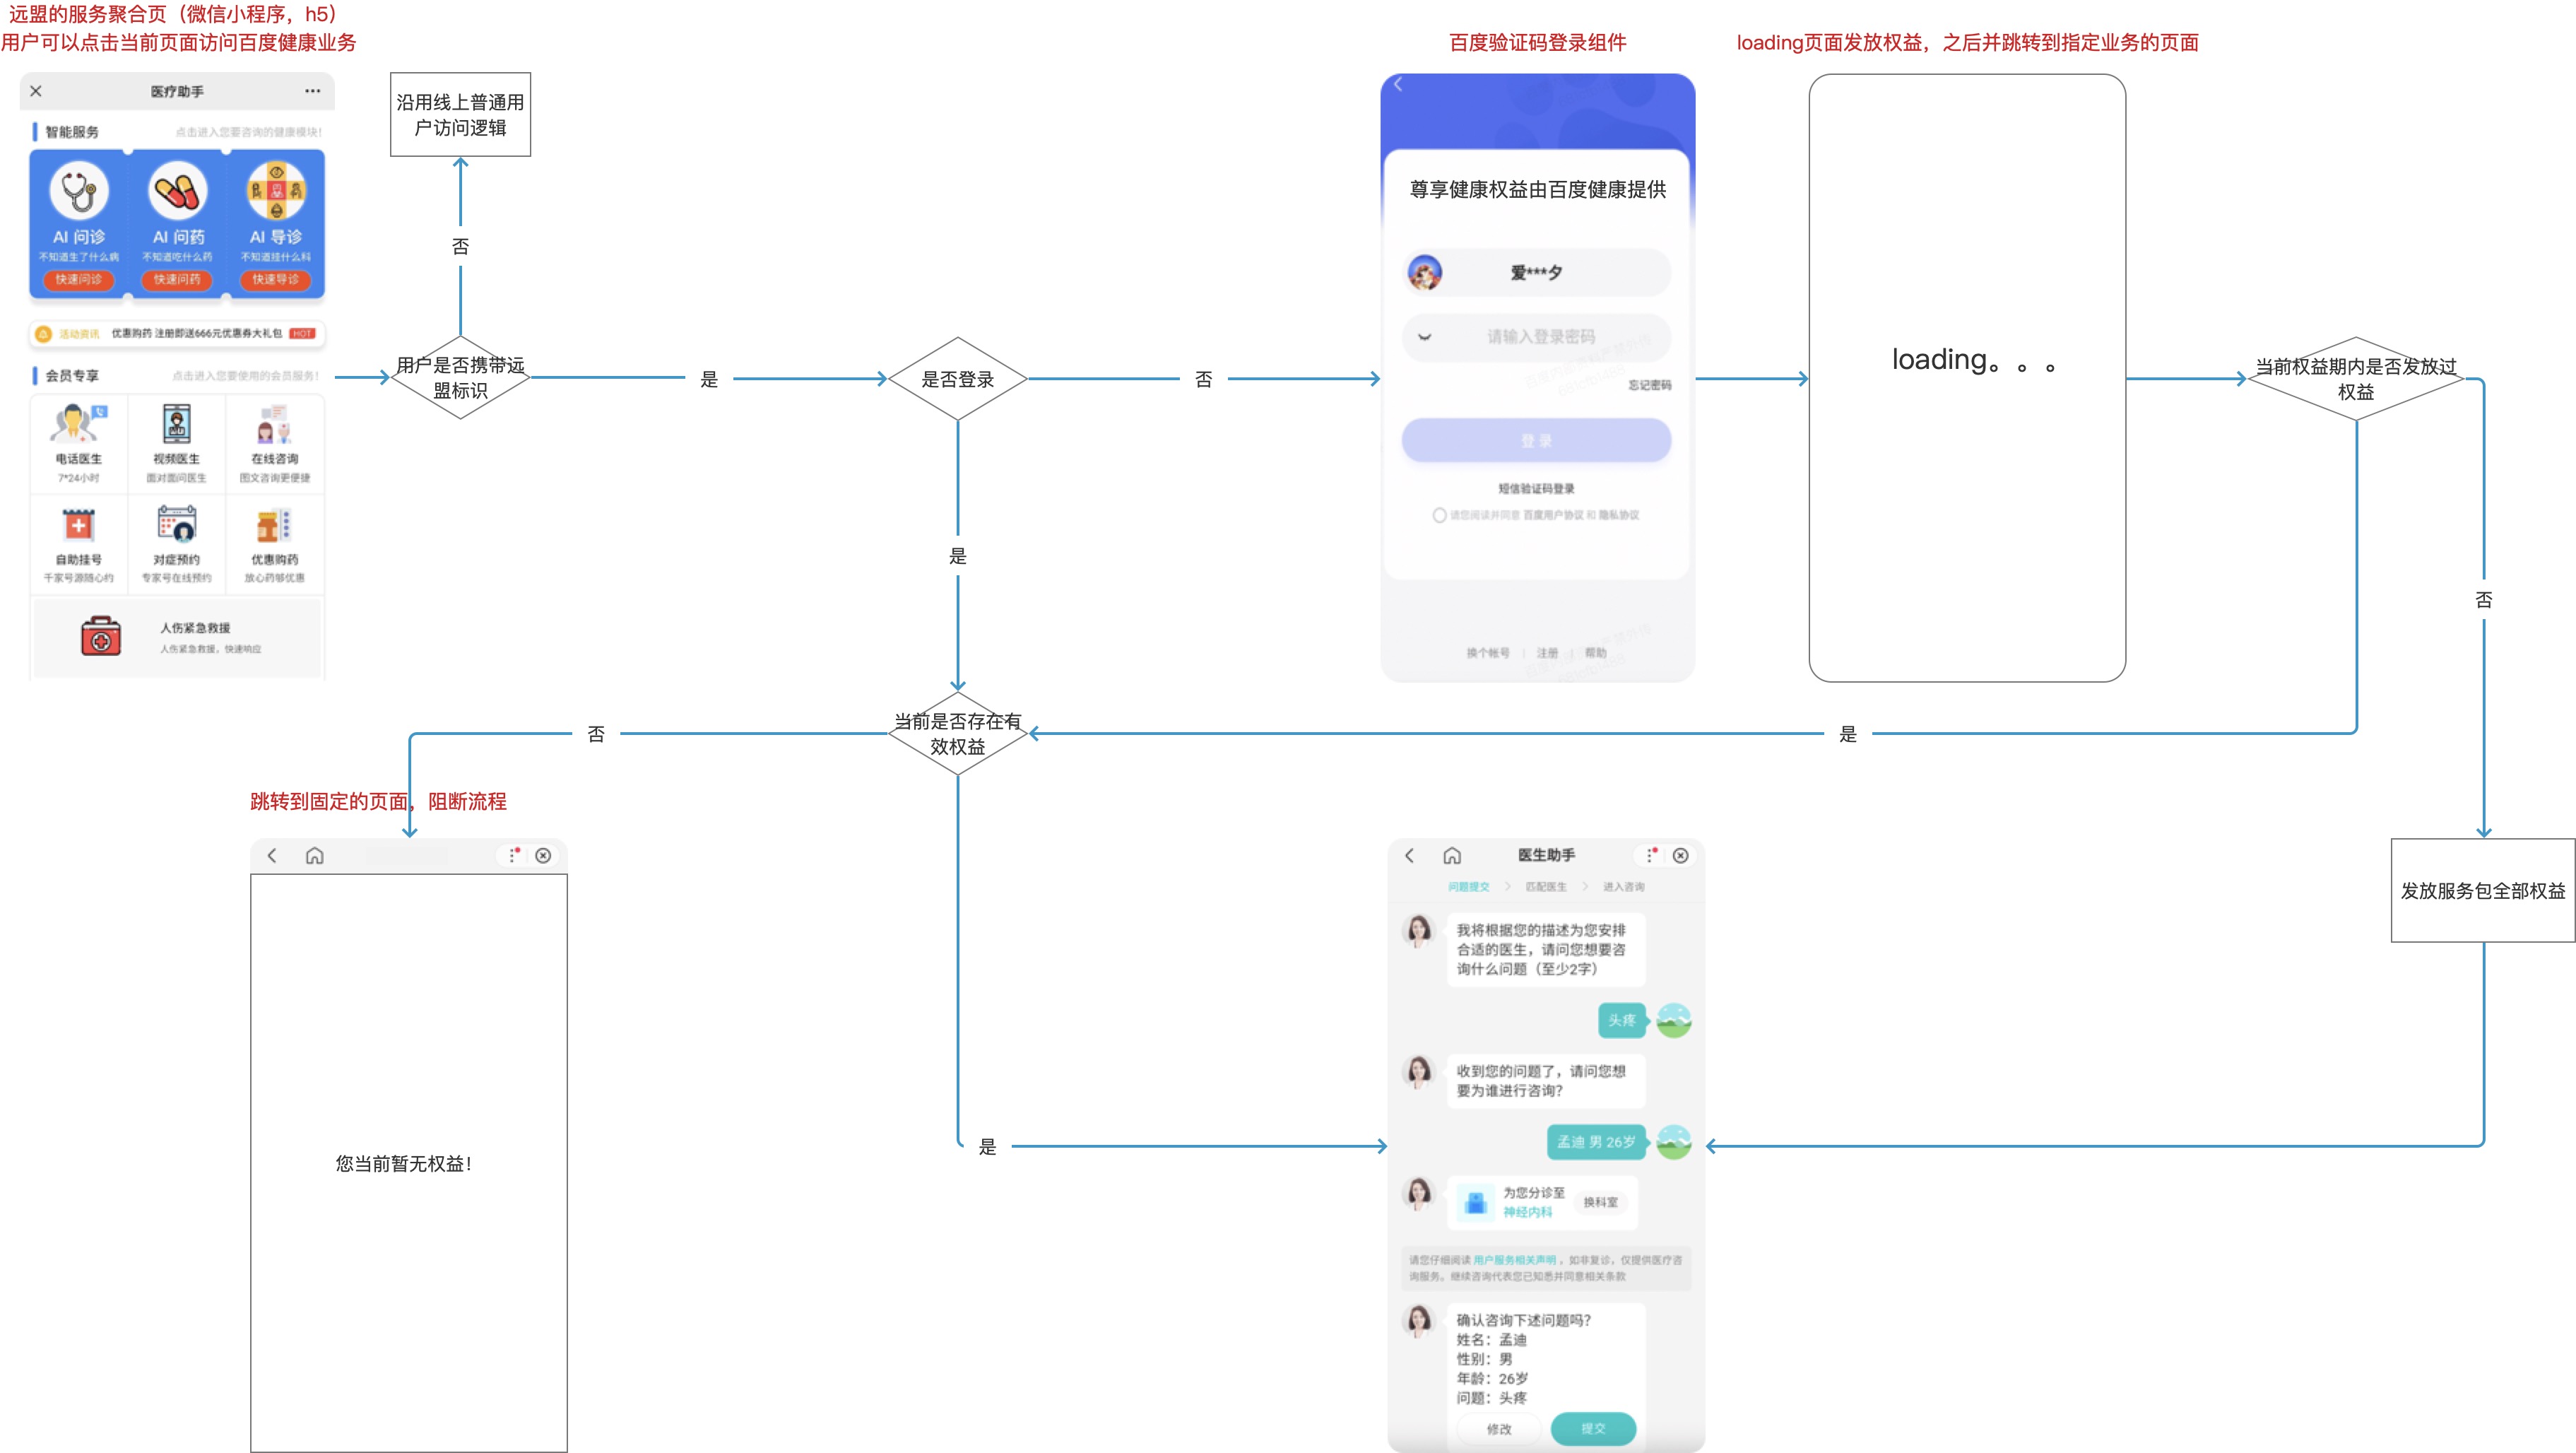 远盟的服务聚合页（微信小程序，h5）
用户可以点击当前页面访问百度健康业务
医疗助手
智能服务
点击进入您要咨询的健康模块!
AI 问诊
AI 问药
AI 导诊
不知道生了什么病
不知道吃什么药
不知道挂什么科
快速问诊
快速问药
快速导诊
活动资讯
优惠购药 注册即送666元优惠券大礼包
HOT
会员专享
点击进入您要使用的会员服务!
电话医生
视频医生
在线咨询
7*24小时
面对面问医生
图文咨询更便捷
自助挂号
对症预约
优惠购药
千家号源随心约
专家号在线预约
放心药够优惠
人伤紧急救援
人伤紧急救援，快速响应
沿用线上普通用
户访问逻辑
否
用户是否携带远
盟标识
是
是否登录
否
是
百度验证码登录组件
尊享健康权益由百度健康提供
爱***夕
请输入登录密码
忘记密码
登录
短信验证码登录
请您阅读并同意 百度用户协议 和 隐私协议
换个帐号
注册
帮助
loading页面发放权益，之后并跳转到指定业务的页面
loading。。。
当前权益期内是否发放过
权益
否
是
当前是否存在有
效权益
否
跳转到固定的页面，阻断流程
您当前暂无权益！
是
医生助手
问题提交
匹配医生
进入咨询
我将根据您的描述为您安排
合适的医生，请问您想要咨
询什么问题（至少2字）
头疼
收到您的问题了，请问您想
要为谁进行咨询？
孟迪 男 26岁
为您分诊至
神经内科
换科室
请您仔细阅读 用户服务相关声明 ，如非复诊，仅提供医疗咨
询服务。继续咨询代表您已知悉并同意相关条款
确认咨询下述问题吗？
姓名：孟迪
性别：男
年龄：26岁
问题：头疼
修改
提交
发放服务包全部权益